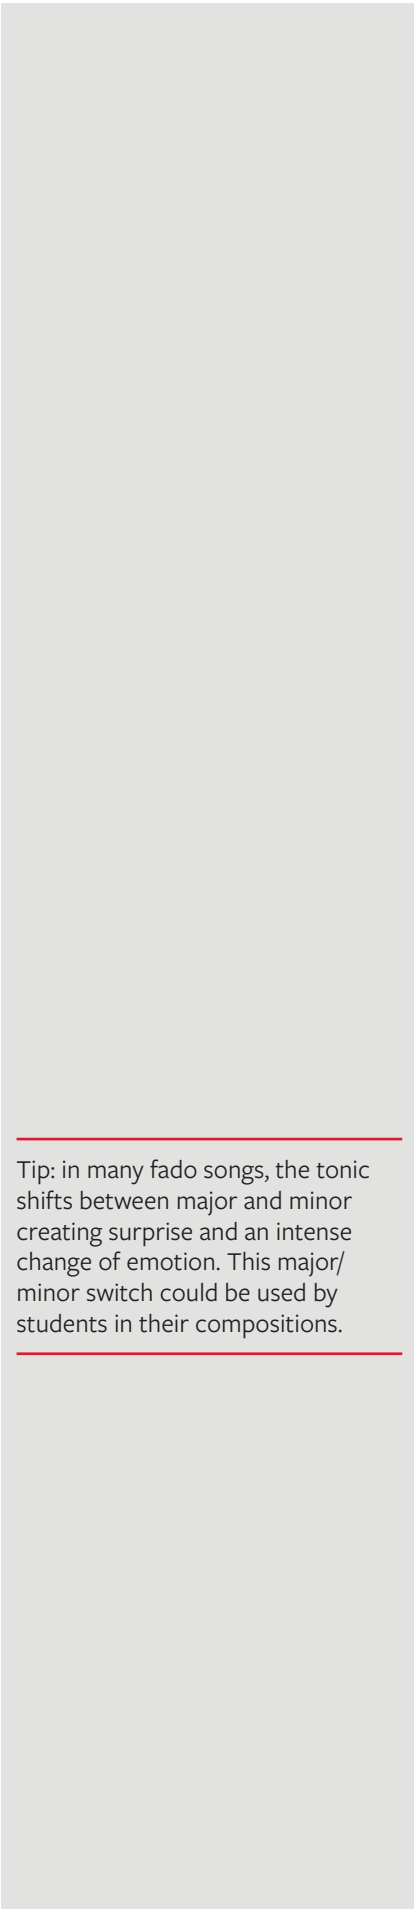 Tip: in many fado songs, the tonic
shifts between major and minor
creating surprise and an intense
change of emotion. This major/
minor switch could be used by
students in their compositions.